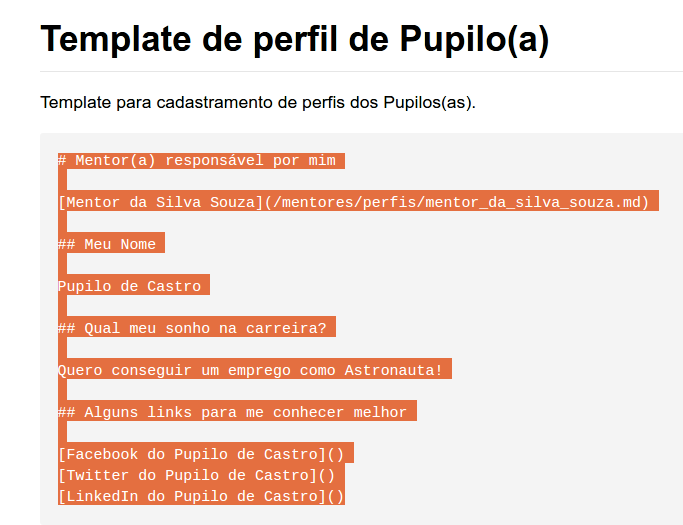 Template de perfil de Pupilo(a)
Template para cadastramento de perfis dos Pupilos(as).
# Mentor(a) responsável por mim
[Mentor da Silva Souza](/mentores/perfis/mentor_da_silva_souza.md)
## Meu Nome
Pupilo de Castro
## Qual meu sonho na carreira?
Quero conseguir um emprego como Astronauta!
## Alguns links para me conhecer melhor
[Facebook do Pupilo de Castro]()
[Twitter do Pupilo de Castro]()
[LinkedIn do Pupilo de Castro]()